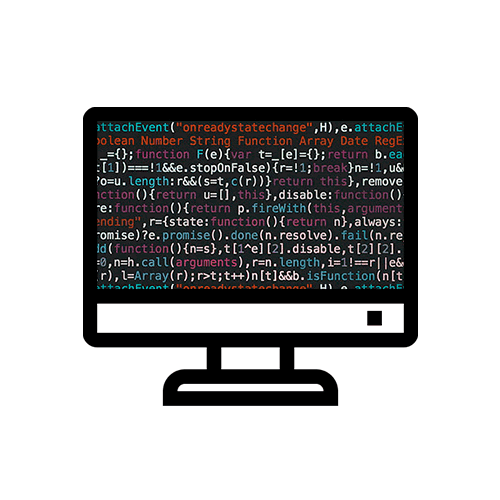 attachEvent("onreadystatechange",H),e.attachE
oolean Number String Function Array Date RegE
_={};function F(e){var t=_[e]={};return b.ea
t[1])===!1&&e.stopOnFalse){r=!1;break}n=!1,u&
?o=u.length:r&&(s=t,c(r))}return this},remove
nction(){return u=[],this},disable:function()
re:function(){return p.fireWith(this,argument
ending",r={state:function(){return n},always:
romise)?e.promise().done(n.resolve).fail(n.re
dd(function(){n=s},t[1^e][2].disable,t[2][2].
=0,n=h.call(arguments),r=n.length,i=1!==r||e&
(r),l=Array(r);r>t;t++)n[t]&&b.isFunction(n[t
attachEvent("onreadystatechange",H),e.attachE